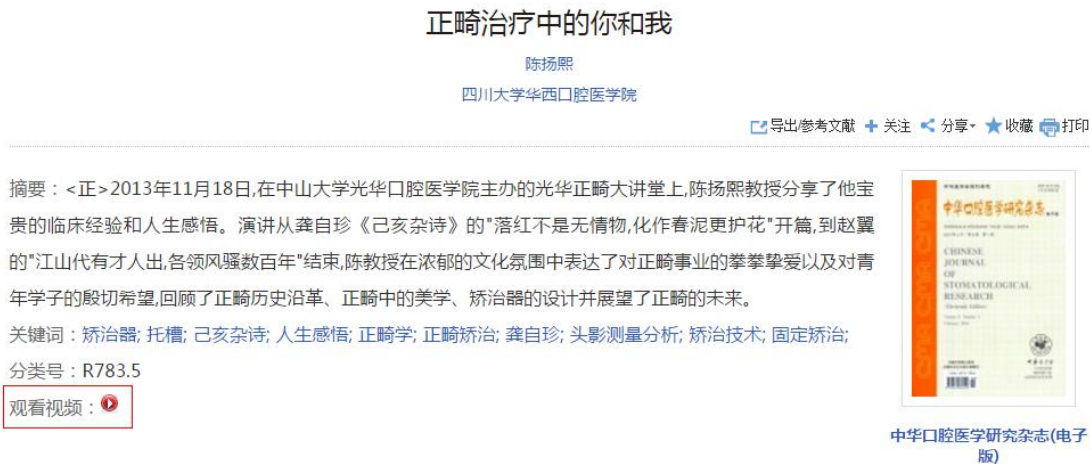 正畸治疗中的你和我
陈扬熙
四川大学华西口腔医学院
导出/参考文献 关注 分享 收藏 打印
摘要：<正>2013年11月18日,在中山大学光华口腔医学院主办的光华正畸大讲堂上,陈扬熙教授分享了他宝
贵的临床经验和人生感悟。演讲从龚自珍《己亥杂诗》的"落红不是无情物,化作春泥更护花"开篇,到赵翼
的"江山代有才人出,各领风骚数百年"结束,陈教授在浓郁的文化氛围中表达了对正畸事业的拳拳挚爱以及对青
年学子的殷切希望,回顾了正畸历史沿革、正畸中的美学、矫治器的设计并展望了正畸的未来。
关键词：矫治器; 托槽; 己亥杂诗; 人生感悟; 正畸学; 正畸矫治; 龚自珍; 头影测量分析; 矫治技术; 固定矫治;
分类号：R783.5
观看视频：
中华口腔医学研究杂志
CHINESE
JOURNAL
OF
STOMATOLOGICAL
RESEARCH
中华口腔医学研究杂志(电子
版)